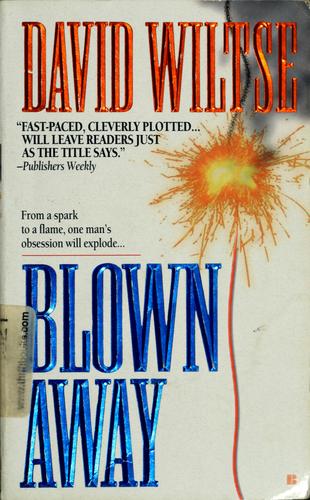 DAVID WILTSE
“FAST-PACED, CLEVERLY PLOTTED...
WILL LEAVE READERS JUST
AS THE TITLE SAYS.”
–Publishers Weekly
From a spark
to a flame, one man's
obsession will explode...
BLOWN
AWAY